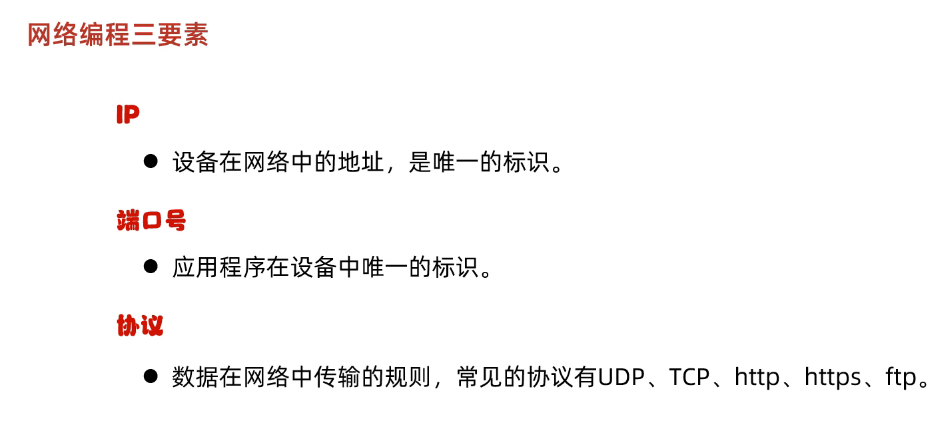 网络编程三要素
IP
● 设备在网络中的地址，是唯一的标识。
端口号
● 应用程序在设备中唯一的标识。
协议
● 数据在网络中传输的规则，常见的协议有UDP、TCP、http、https、ftp。